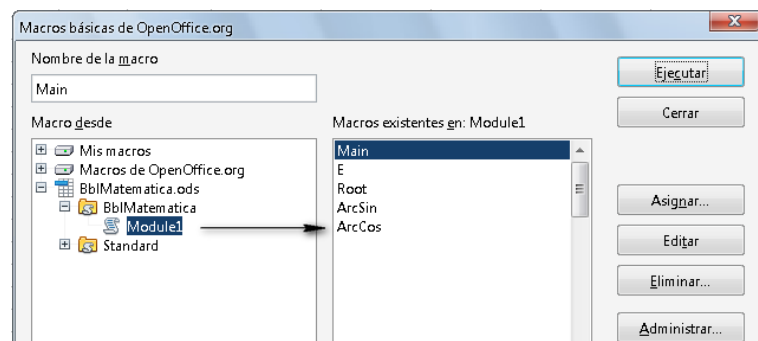 Macros básicas de OpenOffice.org
Nombre de la macro
Main
Macro desde
Mis macros
Macros de OpenOffice.org
BblMatematica.ods
BblMatematica
Module1
Standard
Macros existentes en: Module1
Main
E
Root
ArcSin
ArcCos
Ejecutar
Cerrar
Asignar...
Editar
Eliminar...
Administrar...